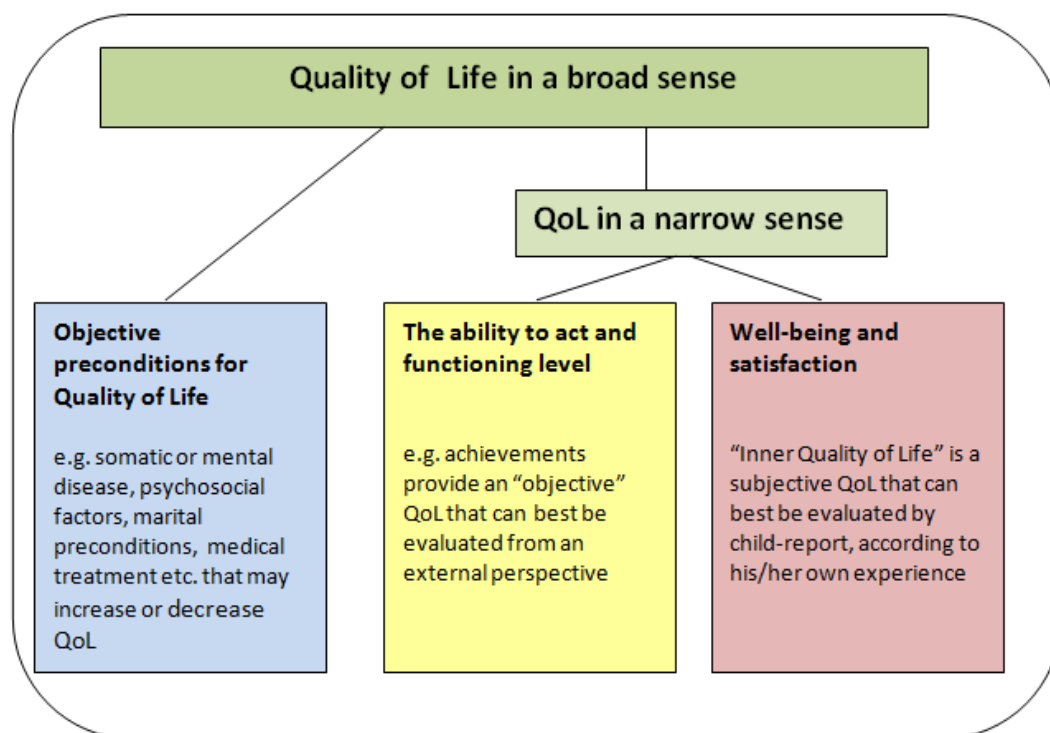 Quality of Life in a broad sense
QoL in a narrow sense
Objective
preconditions for
Quality of Life
e.g. somatic or mental
disease, psychosocial
factors, marital
preconditions, medical
treatment etc. that may
increase or decrease
QoL
The ability to act and
functioning level
e.g. achievements
provide an “objective”
QoL that can best be
evaluated from an
external perspective
Well-being and
satisfaction
“Inner Quality of Life” is a
subjective QoL that can
best be evaluated by
child-report, according to
his/her own experience